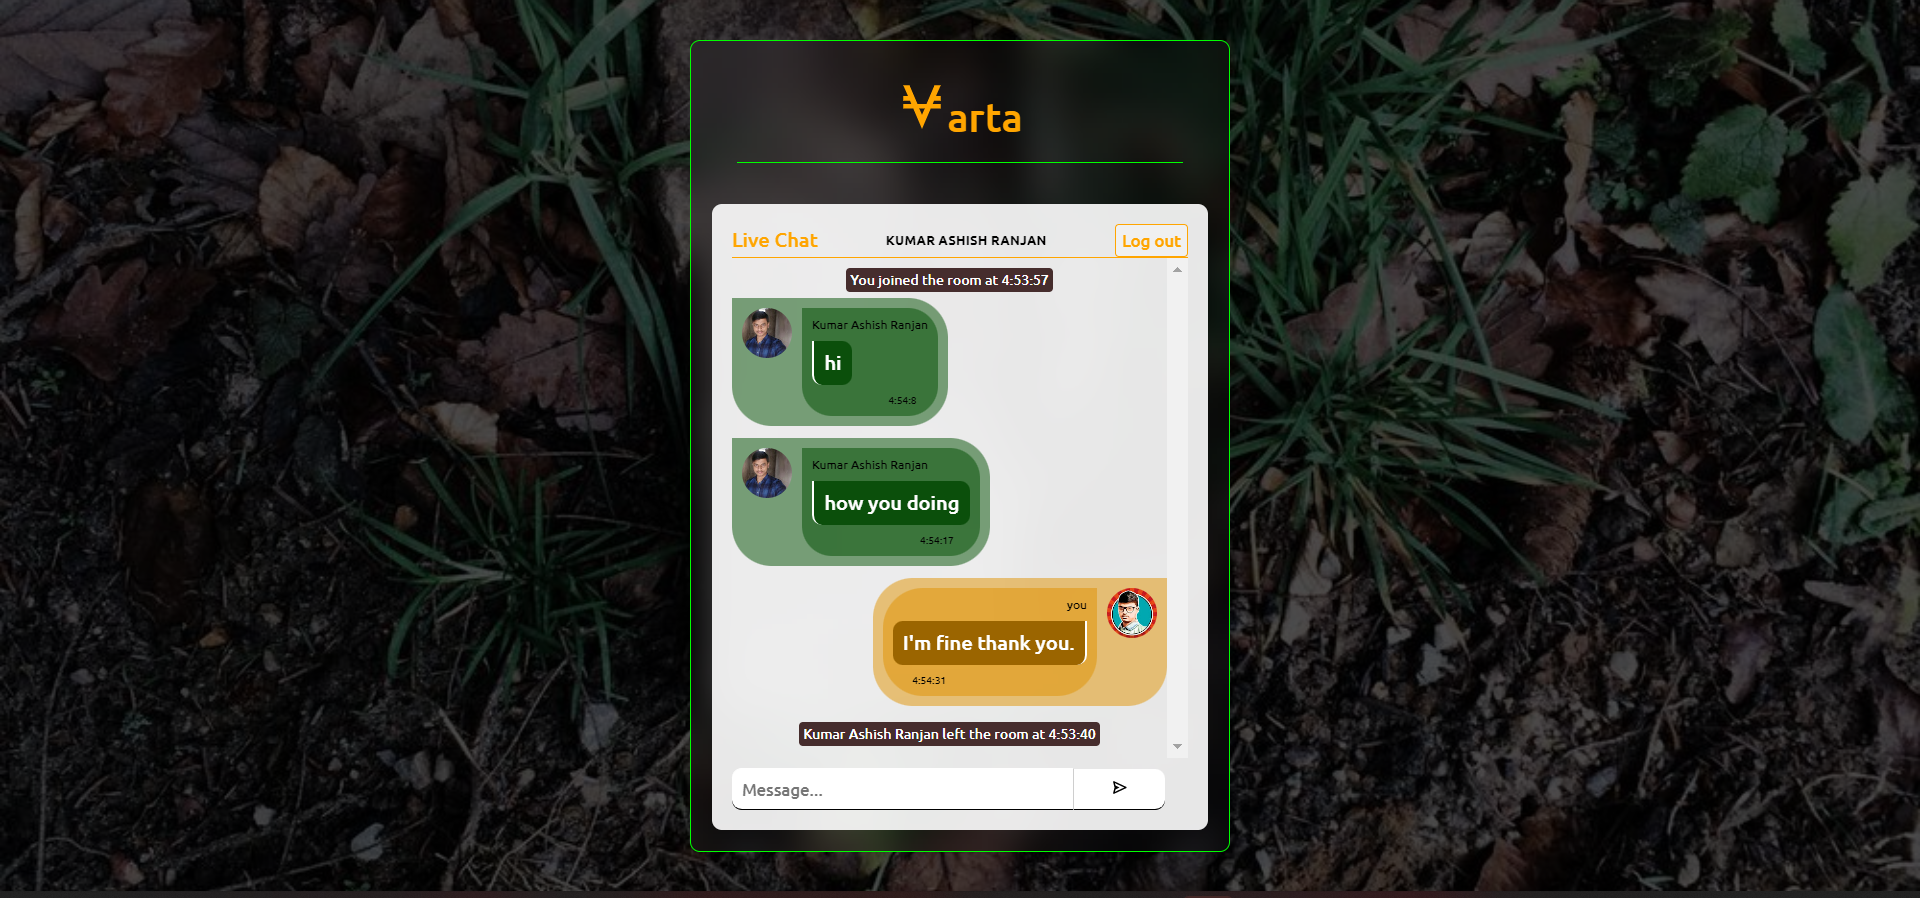 ₩arta
Live Chat KUMAR ASHISH RANJAN Log out
You joined the room at 4:53:57
Kumar Ashish Ranjan
hi
4:54:8
Kumar Ashish Ranjan
how you doing
4:54:17
you
I'm fine thank you.
4:54:31
Kumar Ashish Ranjan left the room at 4:53:40
Message...